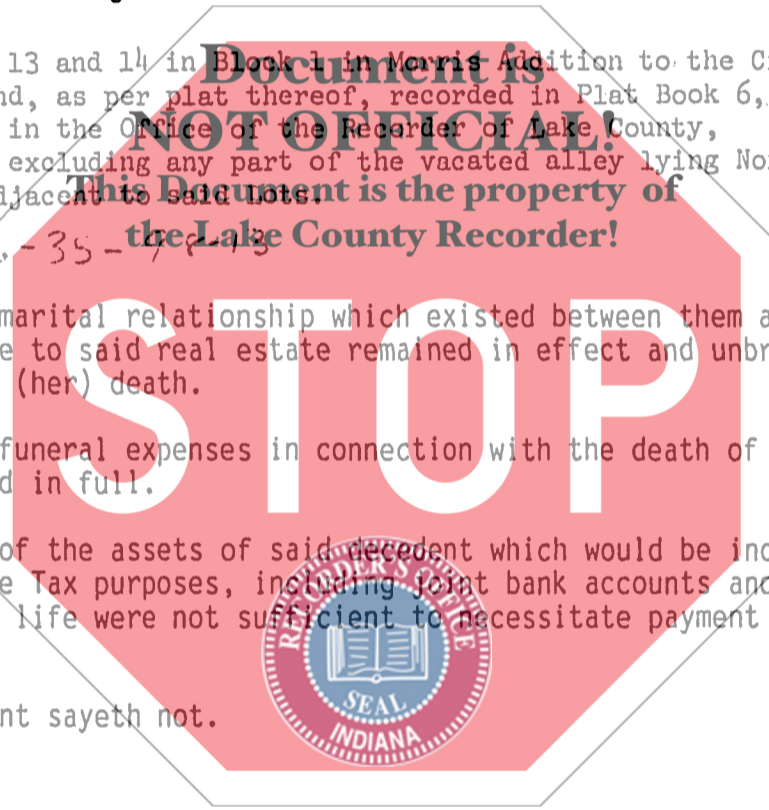 13 and 14 in Block 1 in Morris Addition to the C
nd, as per plat thereof, recorded in Plat Book 6,
in the Office of the Recorder of Lake County,
excluding any part of the vacated alley lying No
djacent to said Lots.
Document is
NOT OFFICIAL!
This Document is the property of
the Lake County Recorder!
-35-
marital relationship which existed between them a
e to said real estate remained in effect and unbr
(her) death.
funeral expenses in connection with the death of
d in full.
of the assets of said decedent which would be inc
e Tax purposes, including joint bank accounts and
life were not sufficient to necessitate payment
nt sayeth not.
STOP
RECORDER'S OFFICE
SEAL
INDIANA